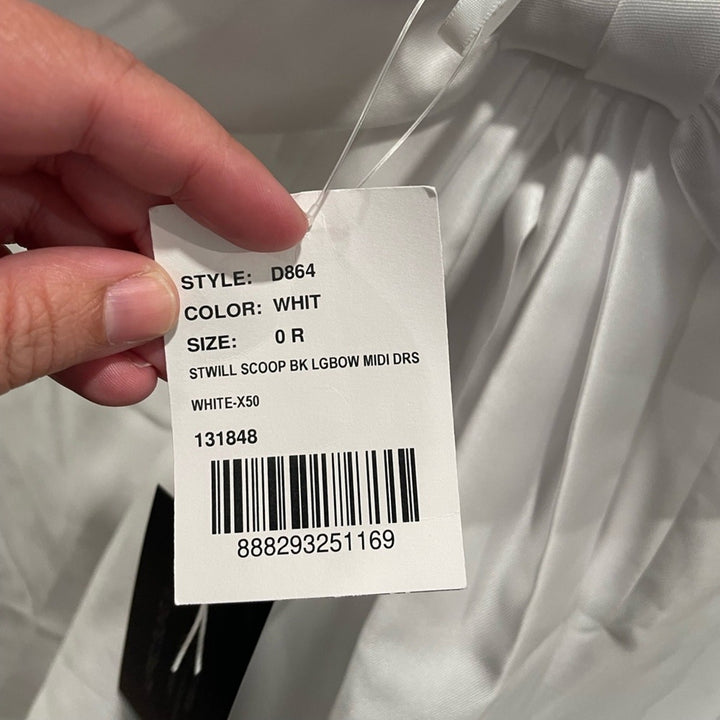 STYLE: D864
COLOR: WHIT
SIZE: 0 R
STWILL SCOOP BK LGBOW MIDI DRS
WHITE-X50
131848
888293251169